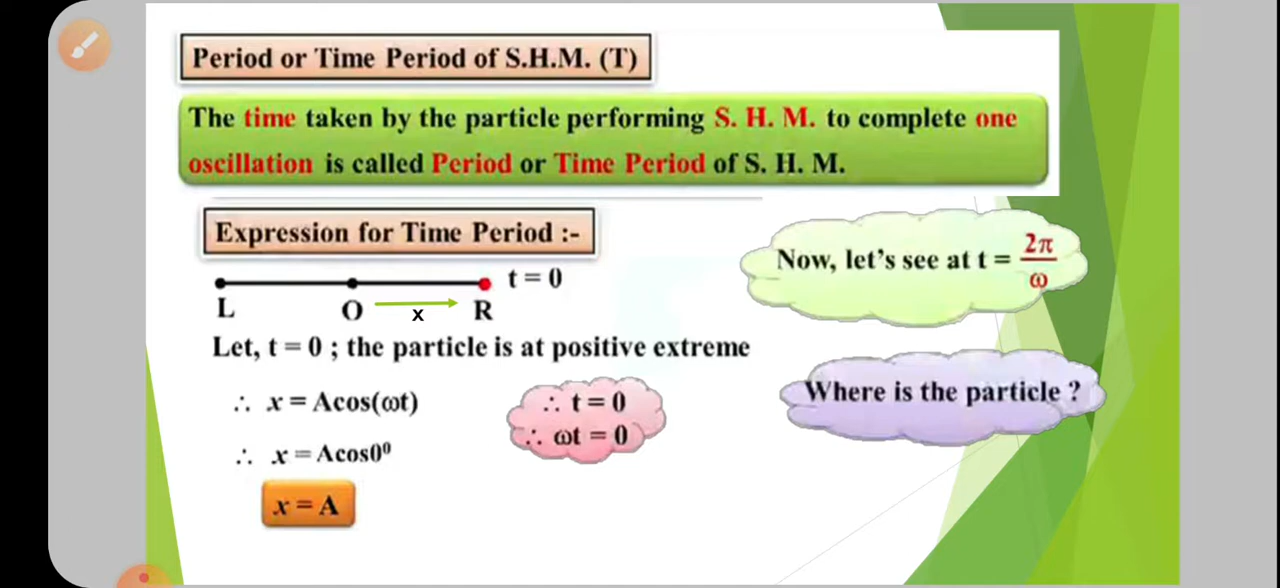 Period or Time Period of S.H.M. (T)
The time taken by the particle performing S. H. M. to complete one
oscillation is called Period or Time Period of S. H. M.
Expression for Time Period :-
t = 0
L O x R
Let, t = 0 ; the particle is at positive extreme
∴ x = Acos(ωt)
∴ x = Acos0⁰
x = A
∴ t = 0
∴ ωt = 0
Now, let's see at t = 2π/ω
Where is the particle ?